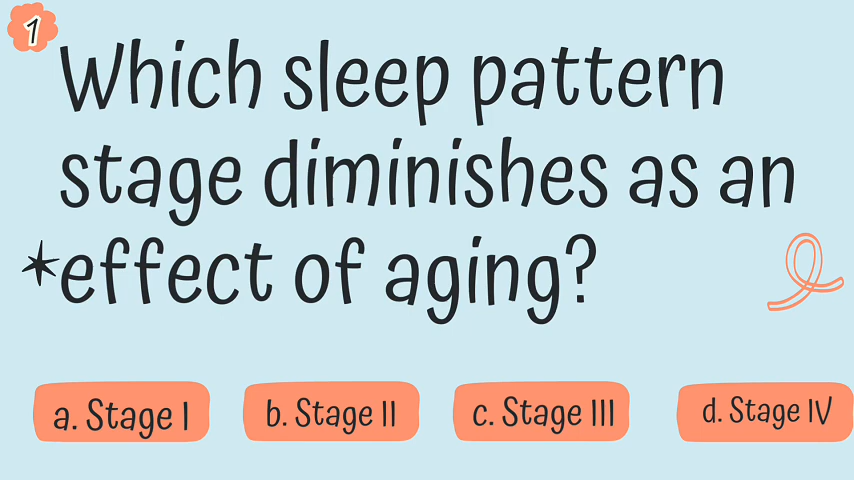 1
Which sleep pattern
stage diminishes as an
*effect of aging?
a. Stage I
b. Stage II
c. Stage III
d. Stage IV